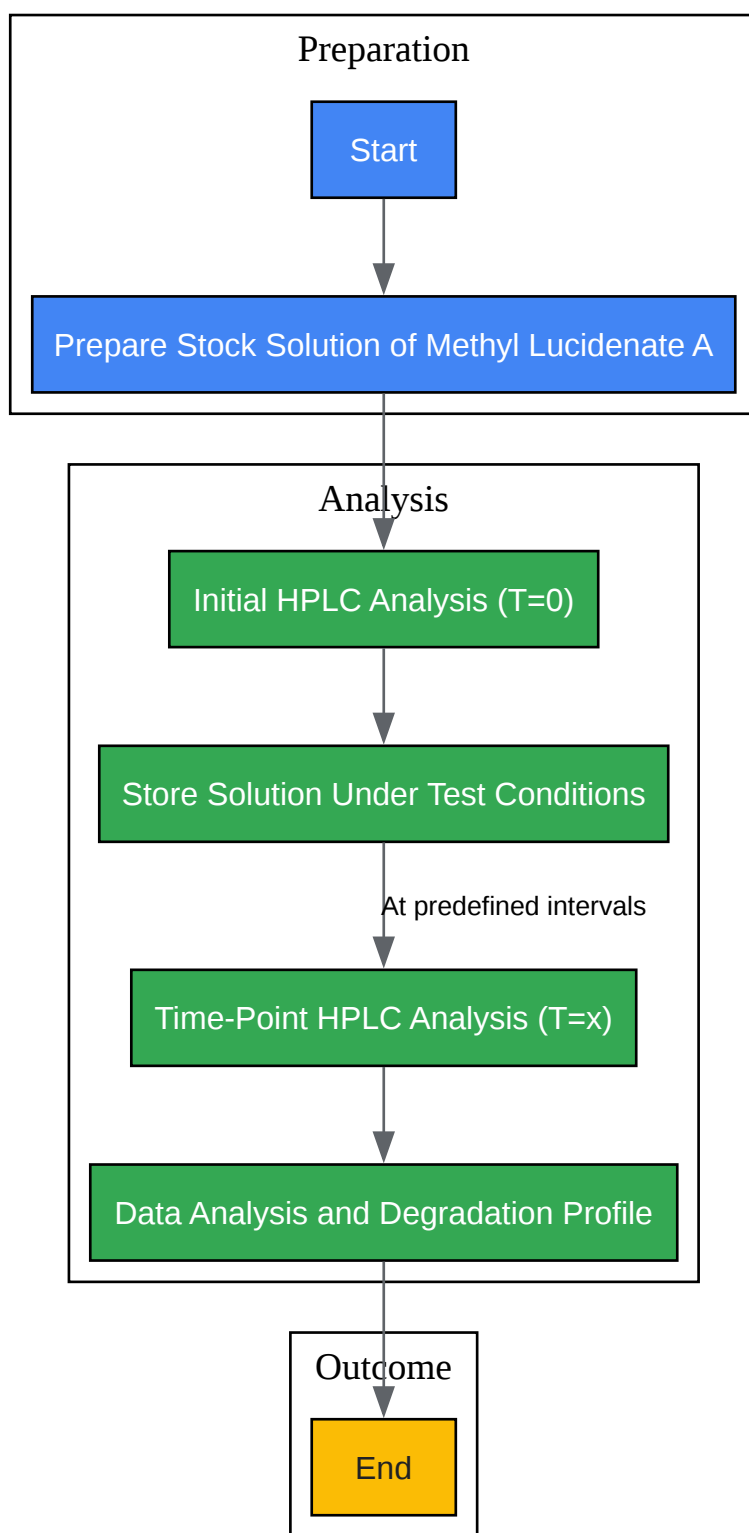 Preparation
Start
Prepare Stock Solution of Methyl Lucidenate A
Analysis
Initial HPLC Analysis (T=0)
Store Solution Under Test Conditions
At predefined intervals
Time-Point HPLC Analysis (T=x)
Data Analysis and Degradation Profile
Outcome
End